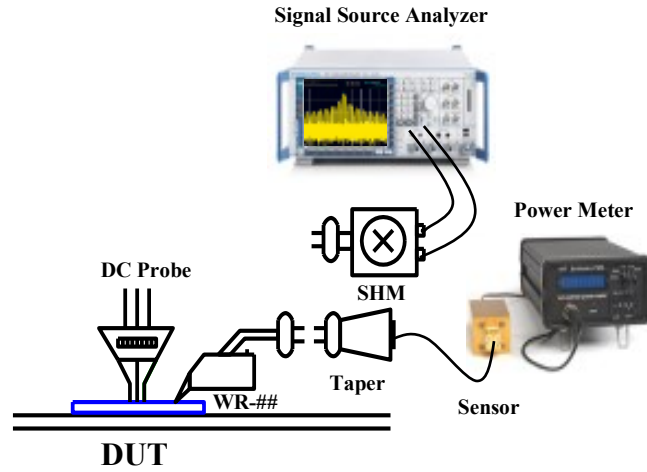 Signal Source Analyzer
Power Meter
DC Probe
SHM
Taper
WR-##
Sensor
DUT